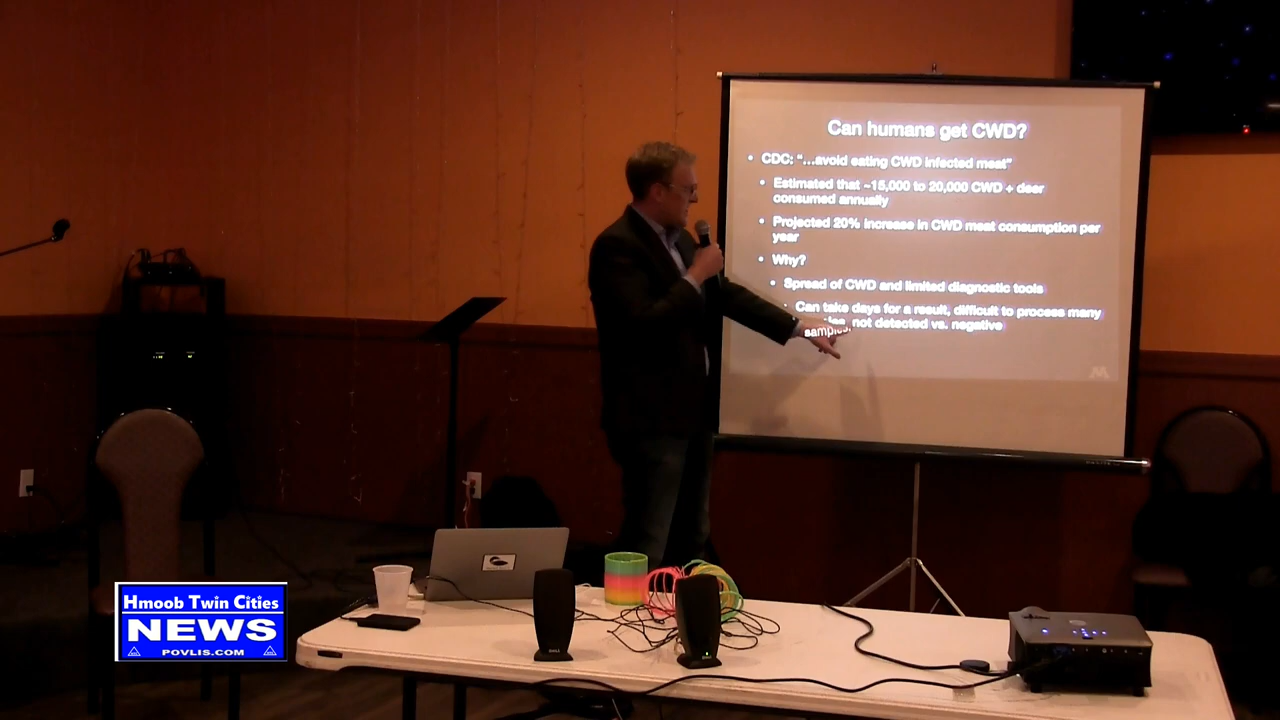 Can humans get CWD?
• CDC: “...avoid eating CWD infected meat”
• Estimated that ~15,000 to 20,000 CWD + deer
consumed annually
• Projected 20% increase in CWD meat consumption per
year
• Why?
• Spread of CWD and limited diagnostic tools
Can take days for a result, difficult to process many
samples, not detected vs. negative
M
Hmoob Twin Cities
NEWS
POVLIS.COM